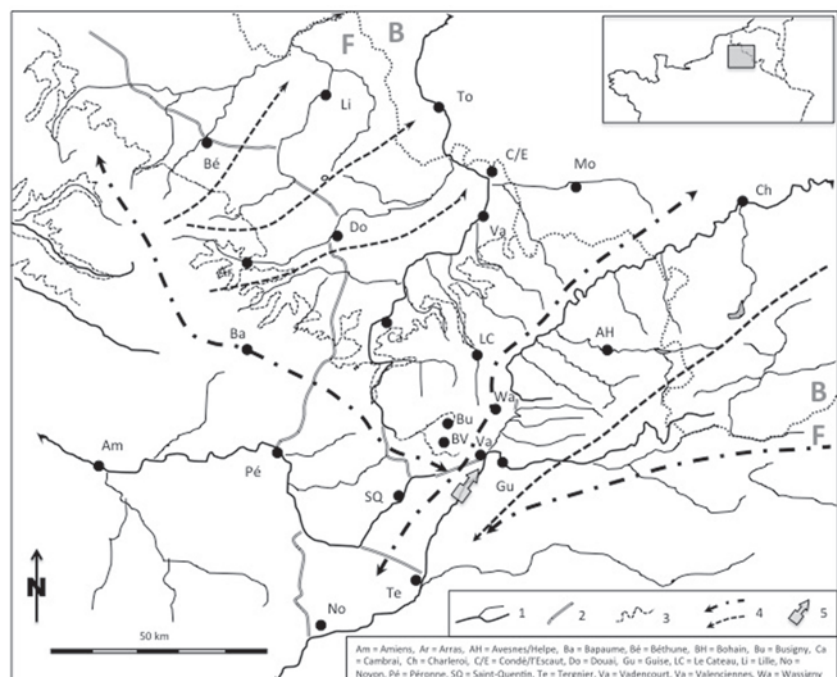 F
B
Li
To
Bé
C/E
Mo
Ch
Do
Va
Ar
Ca
Ba
LC
AH
Wa
Bu
BV
B
F
Am
Pé
Va
Gu
SQ
N
Te
No
50 km
1 2 3 4 5
Am = Amiens, Ar = Arras, AH = Avesnes/Helpe, Ba = Bapaume, Bé = Béthune, BH = Bohain, Bu = Busigny, Ca
= Cambrai, Ch = Charleroi, C/E = Condé/l'Escaut, Do = Douai, Gu = Guise, LC = Le Cateau, Li = Lille, No =
Noyon, Pé = Péronne, SQ = Saint-Quentin, Te = Tergnier, Va = Vadencourt, Va = Valenciennes, Wa = Wassigny